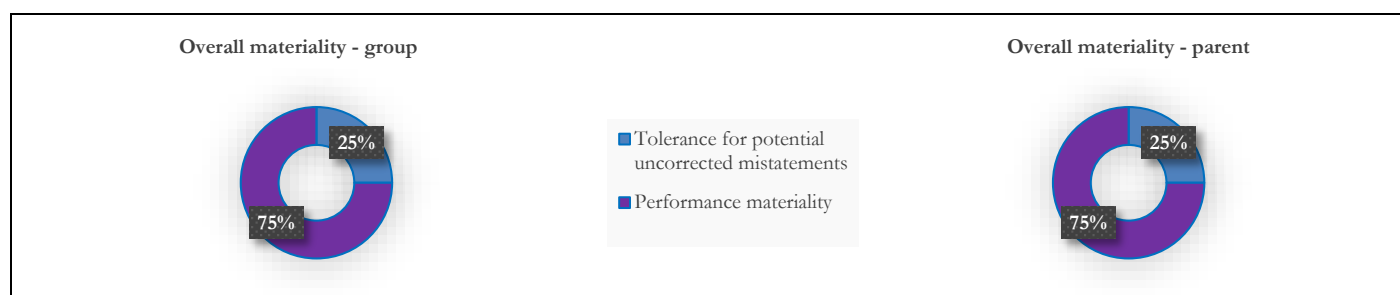 Overall materiality - group
Overall materiality - parent
25%
75%
Tolerance for potential
uncorrected mistatements
Performance materiality
25%
75%